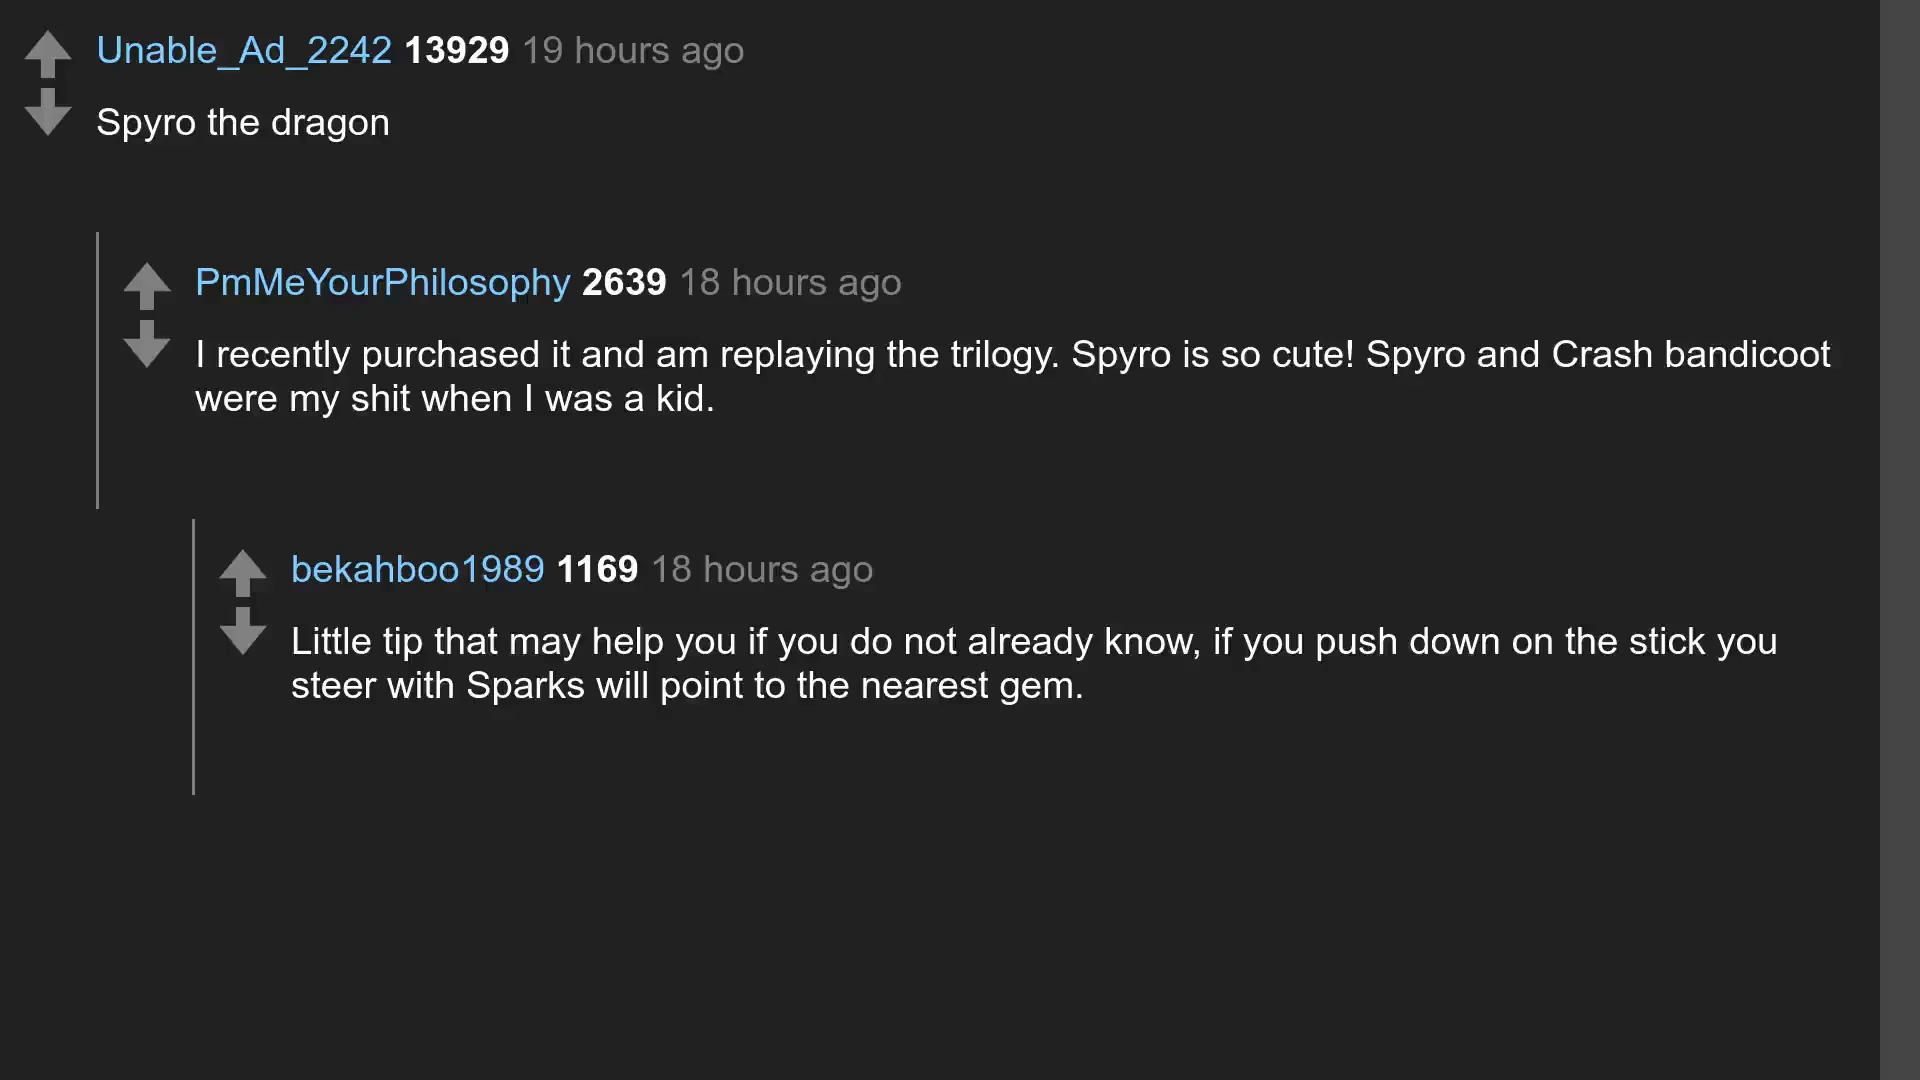 Unable_Ad_2242 13929 19 hours ago
Spyro the dragon
PmMeYourPhilosophy 2639 18 hours ago
I recently purchased it and am replaying the trilogy. Spyro is so cute! Spyro and Crash bandicoot
were my shit when I was a kid.
bekahboo1989 1169 18 hours ago
Little tip that may help you if you do not already know, if you push down on the stick you
steer with Sparks will point to the nearest gem.